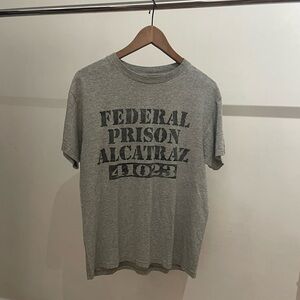 FEDERAL
PRISON
ALCATRAZ
41023